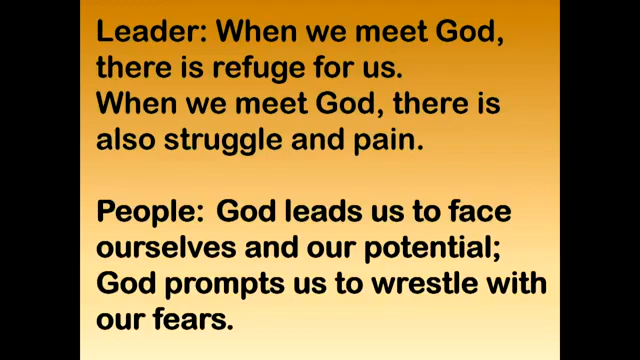 Leader: When we meet God,
there is refuge for us.
When we meet God, there is
also struggle and pain.
People: God leads us to face
ourselves and our potential;
God prompts us to wrestle with
our fears.